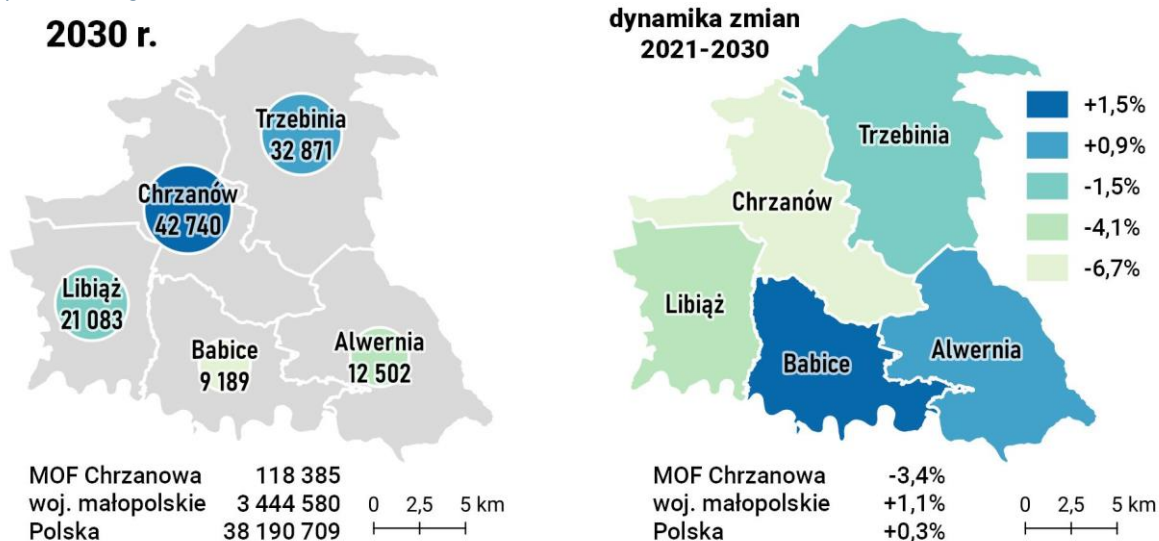 2030 r.
Trzebinia
32 871
Chrzanów
42 740
Libiąż
21 083
Babice
9 189
Alwernia
12 502
MOF Chrzanowa 118 385
woj. małopolskie 3 444 580
Polska 38 190 709
0 2,5 5 km
dynamika zmian
2021-2030
+1,5%
+0,9%
-1,5%
-4,1%
-6,7%
Trzebinia
Chrzanów
Libiąż
Babice
Alwernia
MOF Chrzanowa -3,4%
woj. małopolskie +1,1%
Polska +0,3%
0 2,5 5 km